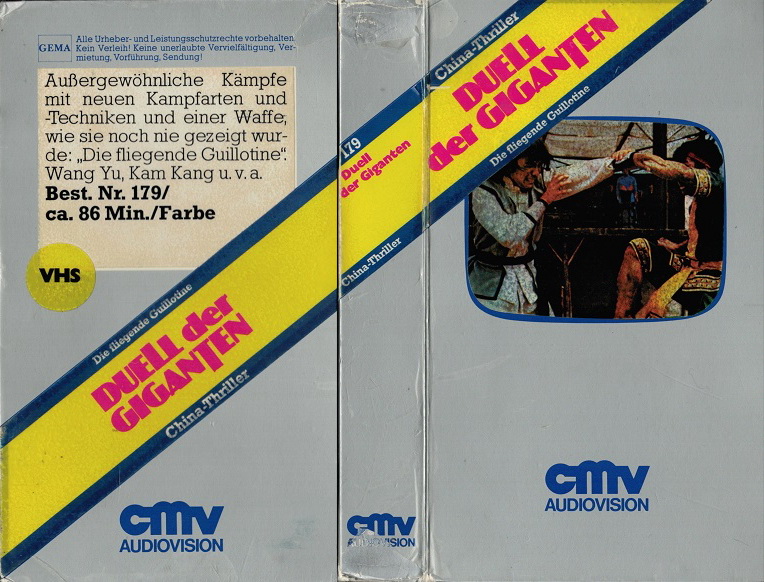 GEMA
Alle Urheber- und Leistungsschutzrechte vorbehalten.
Kein Verleih! Keine unerlaubte Vervielfältigung, Ver-
mietung, Vorführung, Sendung!
Außergewöhnliche Kämpfe
mit neuen Kampfarten und
-Techniken und einer Waffe,
wie sie noch nie gezeigt wur-
de: „Die fliegende Guillotine“.
Wang Yu, Kam Kang u. v. a.
Best. Nr. 179/
ca. 86 Min./Farbe
VHS
Die fliegende Guillotine
DUELL der
GIGANTEN
China-Thriller
cmv
AUDIOVISION
179
Duell
der Giganten
China-Thriller
cmv
AUDIOVISION
China-Thriller
DUELL
der GIGANTEN
Die fliegende Guillotine
cmv
AUDIOVISION